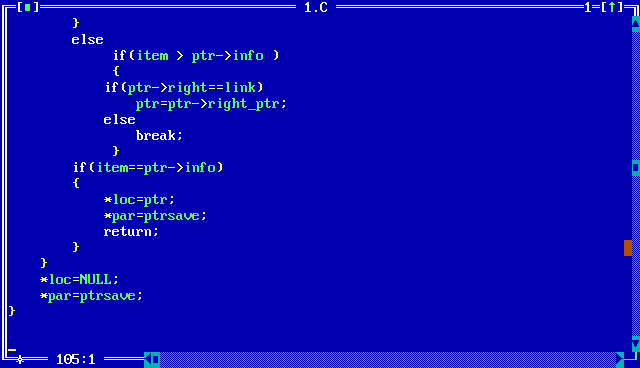 1.C 1=[↑]
}
else
if(item > ptr->info )
{
if(ptr->right==link)
ptr=ptr->right_ptr;
else
break;
}
if(item==ptr->info)
{
*loc=ptr;
*par=ptrsave;
return;
}
}
*loc=NULL;
*par=ptrsave;
}
105:1